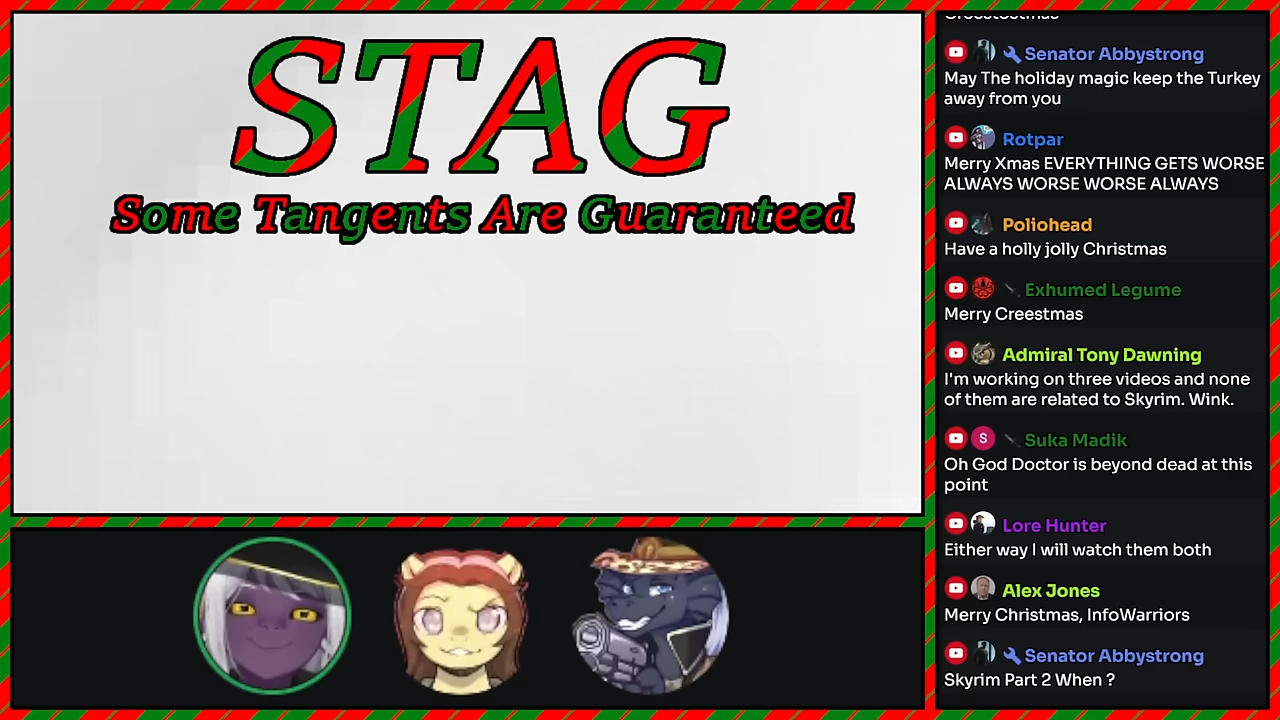 STAG
Some Tangents Are Guaranteed
Senator Abbystrong
May The holiday magic keep the Turkey
away from you
Rotpar
Merry Xmas EVERYTHING GETS WORSE
ALWAYS WORSE WORSE ALWAYS
Poliohead
Have a holly jolly Christmas
Exhumed Legume
Merry Creestmas
Admiral Tony Dawning
I'm working on three videos and none
of them are related to Skyrim. Wink.
S
Suka Madik
Oh God Doctor is beyond dead at this
point
Lore Hunter
Either way I will watch them both
Alex Jones
Merry Christmas, InfoWarriors
Senator Abbystrong
Skyrim Part 2 When ?